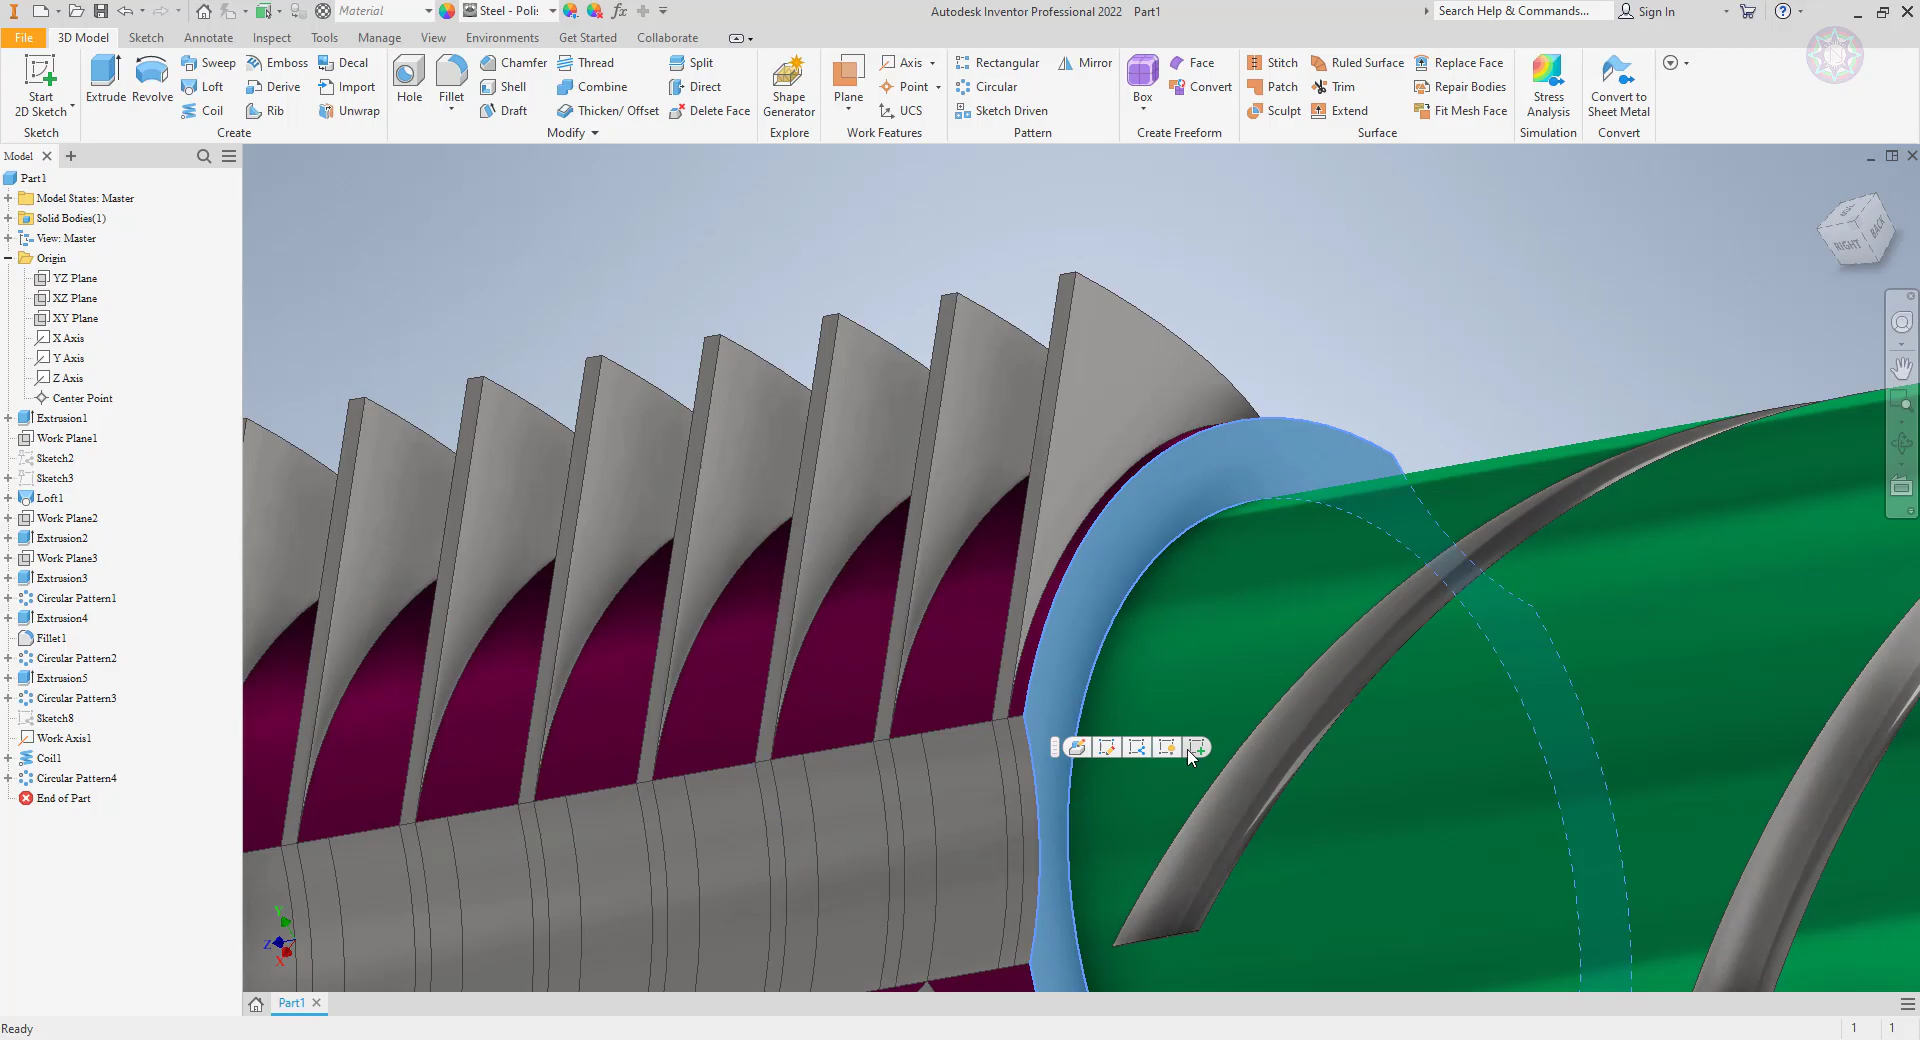 Material
Steel - Polis
Autodesk Inventor Professional 2022 Part1
Search Help & Commands...
Sign In
File 3D Model Sketch Annotate Inspect Tools Manage View Environments Get Started Collaborate
Start
2D Sketch
Sketch
Extrude
Revolve
Sweep
Loft
Coil
Emboss
Derive
Rib
Decal
Import
Unwrap
Create
Hole
Fillet
Chamfer
Shell
Draft
Thread
Combine
Thicken/ Offset
Split
Direct
Delete Face
Modify
Shape
Generator
Explore
Plane
Axis
Point
UCS
Work Features
Rectangular
Circular
Sketch Driven
Mirror
Pattern
Box
Face
Convert
Create Freeform
Stitch
Patch
Sculpt
Ruled Surface
Trim
Extend
Replace Face
Repair Bodies
Fit Mesh Face
Surface
Stress
Analysis
Simulation
Convert to
Sheet Metal
Convert
Model
Part1
Model States: Master
Solid Bodies(1)
View: Master
Origin
YZ Plane
XZ Plane
XY Plane
X Axis
Y Axis
Z Axis
Center Point
Extrusion1
Work Plane1
Sketch2
Sketch3
Loft1
Work Plane2
Extrusion2
Work Plane3
Extrusion3
Circular Pattern1
Extrusion4
Fillet1
Circular Pattern2
Extrusion5
Circular Pattern3
Sketch8
Work Axis1
Coil1
Circular Pattern4
End of Part
RIGHT
BACK
Y
Z
X
Part1
Ready
1 1